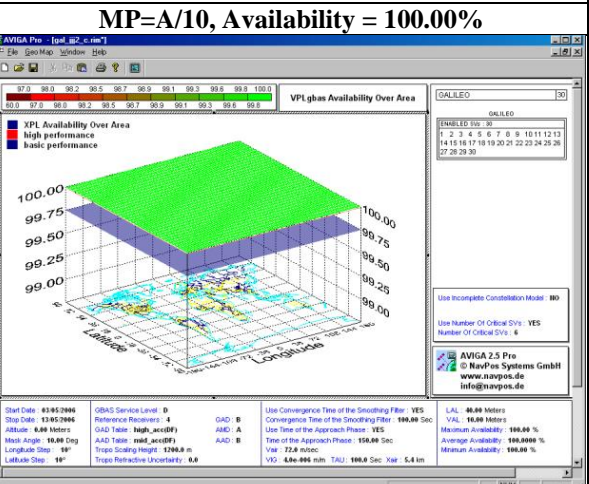 MP=A/10, Availability = 100.00%
AVIGA Pro - [gal_jjj2_c.rim*]
File GeoMap Window Help
97.0 98.0 98.2 98.5 98.7 98.9 99.1 99.3 99.6 99.8 100.0
60.0 97.0 98.0 98.2 98.5 98.7 98.9 99.1 99.3 99.6 99.8
VPLgbas Availability Over Area
GALILEO 30
XPL Availability Over Area
high performance
basic performance
GALILEO
ENABLED SVs : 30
1 2 3 4 5 6 7 8 9 10 11 12 13
14 15 16 17 18 19 20 21 22 23 24 25 26
27 28 29 30
100.00
99.75
99.50
99.25
99.00
100.00
99.75
99.50
99.25
99.00
Latitude
Longitude
Use Incomplete Constellation Model : NO
Use Number Of Critical SVs : YES
Number Of Critical SVs : 6
AVIGA 2.5 Pro
© NavPos Systems GmbH
www.navpos.de
info@navpos.de
Start Date : 03/05/2006
Stop Date : 13/05/2006
Altitude : 0.00 Meters
Mask Angle : 10.00 Deg
Longitude Step : 10°
Latitude Step : 10°
GBAS Service Level : D
Reference Receivers : 4 GAD : B
GAD Table : high_acc(DF) AMD : A
AAD Table : mid_acc(DF) AAD : B
Tropo Scaling Height : 1200.0 m
Tropo Refractive Uncertainty : 0.0
Use Convergence Time of the Smoothing Filter : YES
Convergence Time of the Smoothing Filter : 100.00 Sec
Use Time of the Approach Phase : YES
Time of the Approach Phase : 150.00 Sec
Vair : 72.0 m/sec
VIG : 4.0e-006 m/m TAU : 100.0 Sec Xair : 5.4 km
LAL : 40.00 Meters
VAL : 10.00 Meters
Maximum Availability : 100.00 %
Average Availability : 100.0000 %
Minimum Availability : 100.00 %